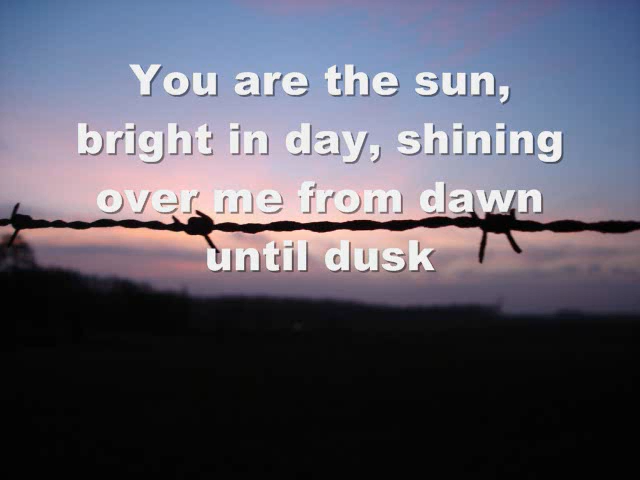 You are the sun,
bright in day, shining
over me from dawn
until dusk